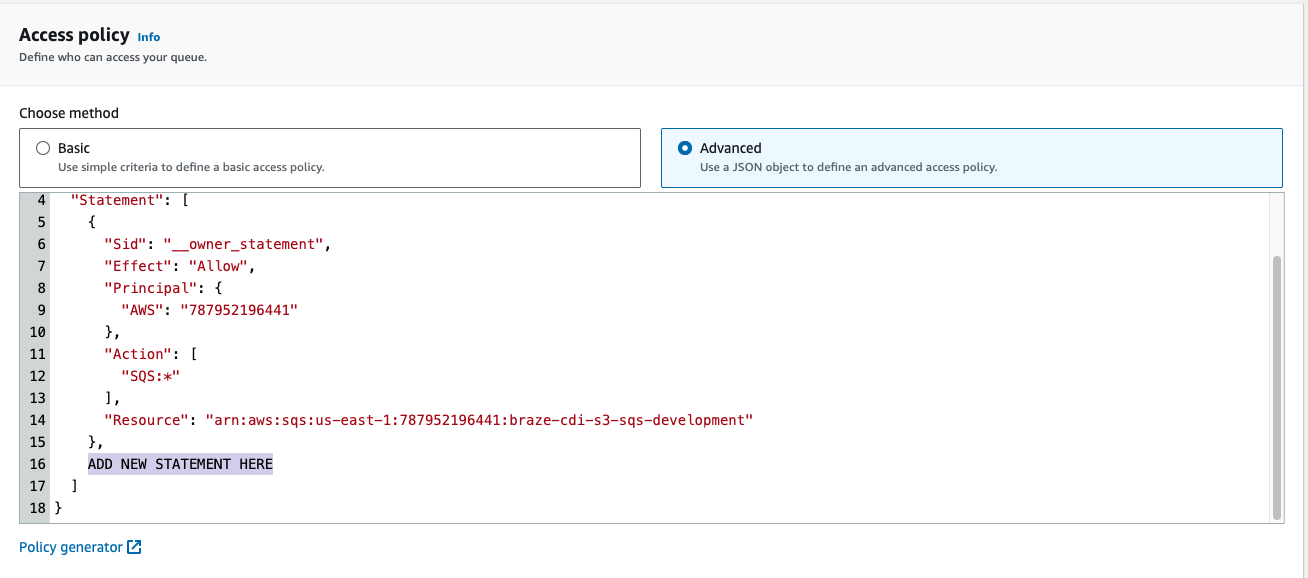 Access policy Info
Define who can access your queue.
Choose method
Basic
Use simple criteria to define a basic access policy.
Advanced
Use a JSON object to define an advanced access policy.
4 "Statement": [
5 {
6 "Sid": "__owner_statement",
7 "Effect": "Allow",
8 "Principal": {
9 "AWS": "787952196441"
10 },
11 "Action": [
12 "SQS:*"
13 ],
14 "Resource": "arn:aws:sqs:us-east-1:787952196441:braze-cdi-s3-sqs-development"
15 },
16 ADD NEW STATEMENT HERE
17 ]
18 }
Policy generator